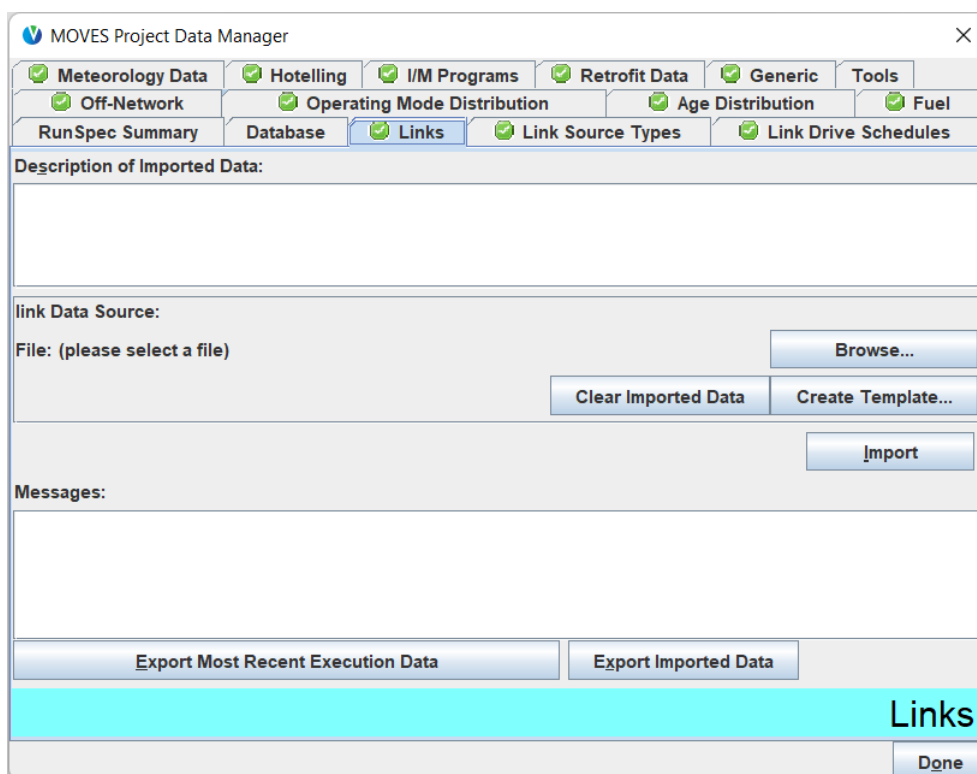 MOVES Project Data Manager
Meteorology Data Hotelling I/M Programs Retrofit Data Generic Tools
Off-Network Operating Mode Distribution Age Distribution Fuel
RunSpec Summary Database Links Link Source Types Link Drive Schedules
Description of Imported Data:
link Data Source:
File: (please select a file) Browse...
Clear Imported Data Create Template...
Import
Messages:
Export Most Recent Execution Data Export Imported Data
Links
Done